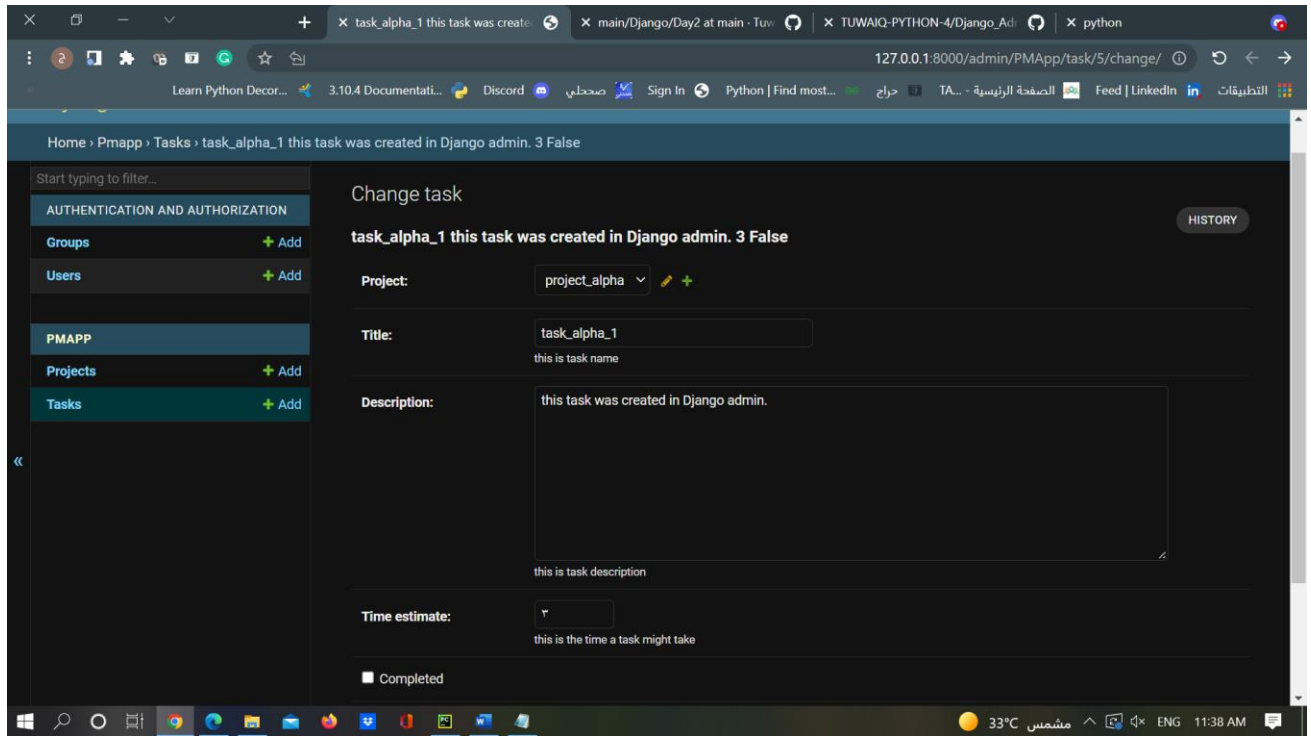 task_alpha_1 this task was create
main/Django/Day2 at main · Tuw
TUWAIQ-PYTHON-4/Django_Adr
python
127.0.0.1:8000/admin/PMApp/task/5/change/
Learn Python Decor...
3.10.4 Documentati...
Discord
صححلي
Sign In
Python | Find most...
حراج
TA... - الصفحة الرئيسية
Feed | LinkedIn
التطبيقات
Home › Pmapp › Tasks › task_alpha_1 this task was created in Django admin. 3 False
Start typing to filter...
AUTHENTICATION AND AUTHORIZATION
Groups + Add
Users + Add
PMAPP
Projects + Add
Tasks + Add
«
Change task
HISTORY
task_alpha_1 this task was created in Django admin. 3 False
Project: project_alpha
Title: task_alpha_1
this is task name
Description: this task was created in Django admin.
this is task description
Time estimate: ٣
this is the time a task might take
Completed
33°C مشمس
ENG 11:38 AM